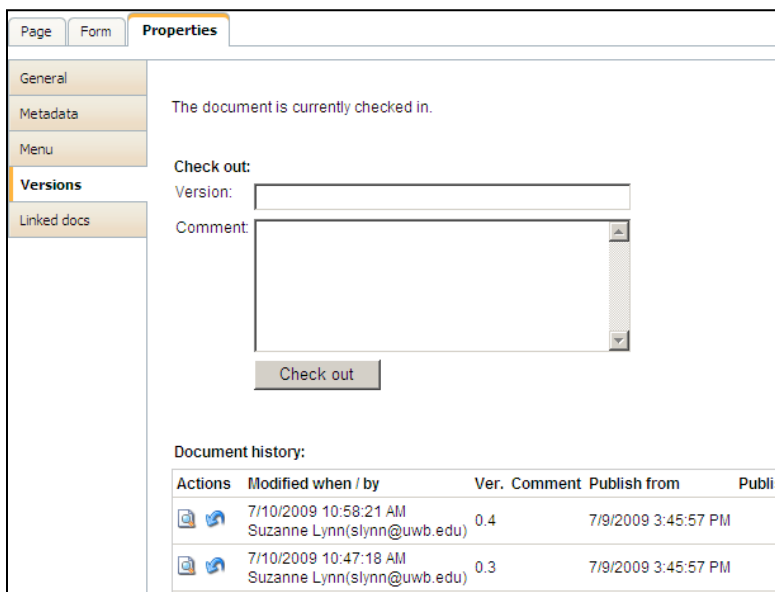 Page Form Properties
General
Metadata
Menu
Versions
Linked docs
The document is currently checked in.
Check out:
Version:
Comment:
Check out
Document history:
Actions Modified when / by Ver. Comment Publish from Publi
7/10/2009 10:58:21 AM
Suzanne Lynn(slynn@uwb.edu) 0.4 7/9/2009 3:45:57 PM
7/10/2009 10:47:18 AM
Suzanne Lynn(slynn@uwb.edu) 0.3 7/9/2009 3:45:57 PM